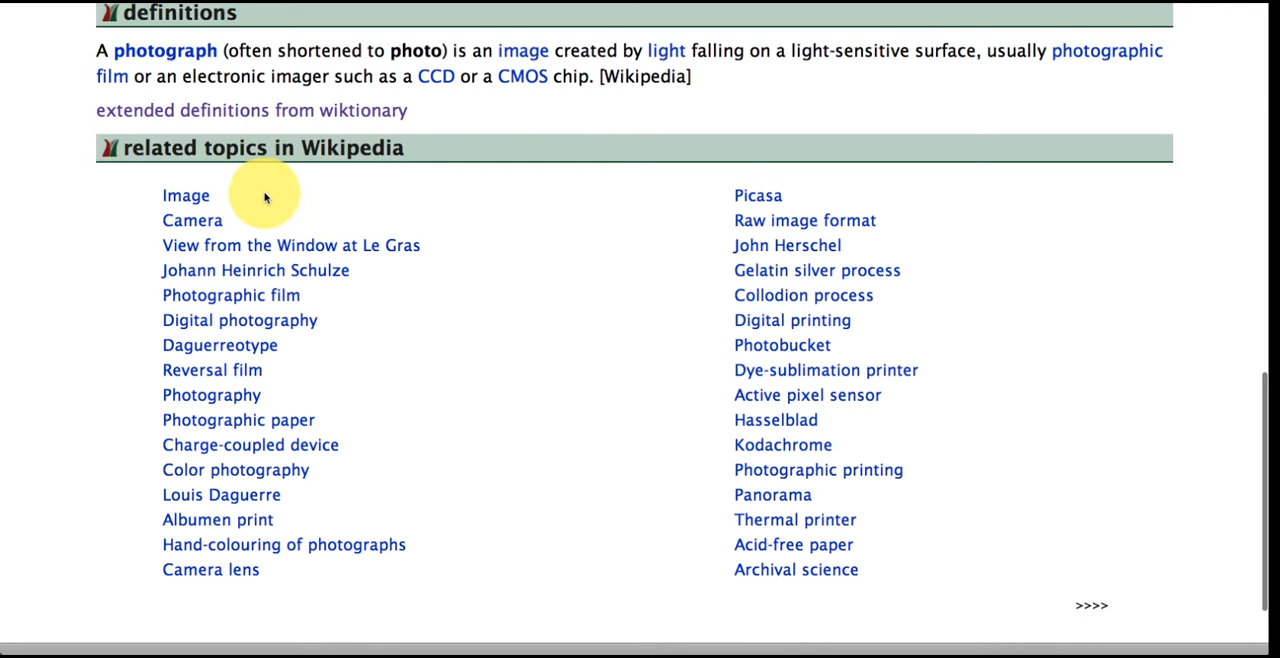 definitions
A photograph (often shortened to photo) is an image created by light falling on a light-sensitive surface, usually photographic
film or an electronic imager such as a CCD or a CMOS chip. [Wikipedia]
extended definitions from wiktionary
related topics in Wikipedia
Image
Camera
View from the Window at Le Gras
Johann Heinrich Schulze
Photographic film
Digital photography
Daguerreotype
Reversal film
Photography
Photographic paper
Charge-coupled device
Color photography
Louis Daguerre
Albumen print
Hand-colouring of photographs
Camera lens
Picasa
Raw image format
John Herschel
Gelatin silver process
Collodion process
Digital printing
Photobucket
Dye-sublimation printer
Active pixel sensor
Hasselblad
Kodachrome
Photographic printing
Panorama
Thermal printer
Acid-free paper
Archival science
>>>>